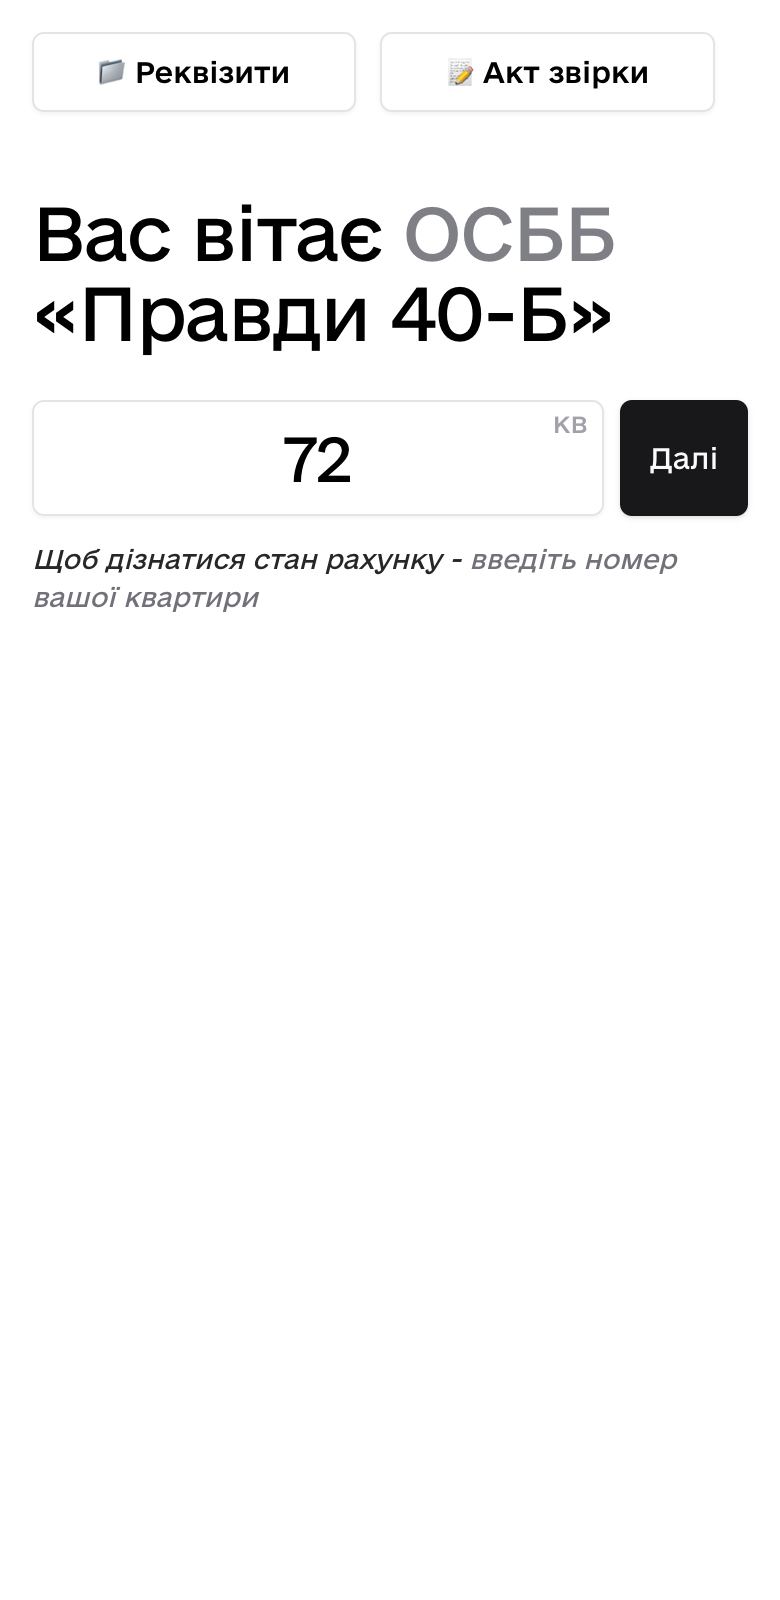 Реквізити
Акт звірки
Вас вітає ОСББ
«Правди 40-Б»
КВ
72
Далі
Щоб дізнатися стан рахунку - введіть номер
вашої квартири